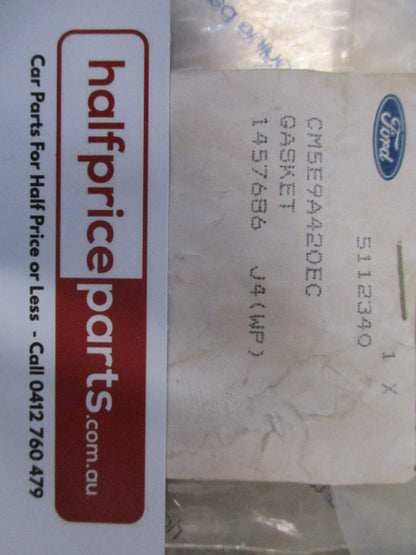 Ford
5112340 1 X
CM5E9A420EC
GASKET
1457686 J4(WP)
halfpriceparts.com.au
Car Parts For Half Price or Less - Call 0412 760 479